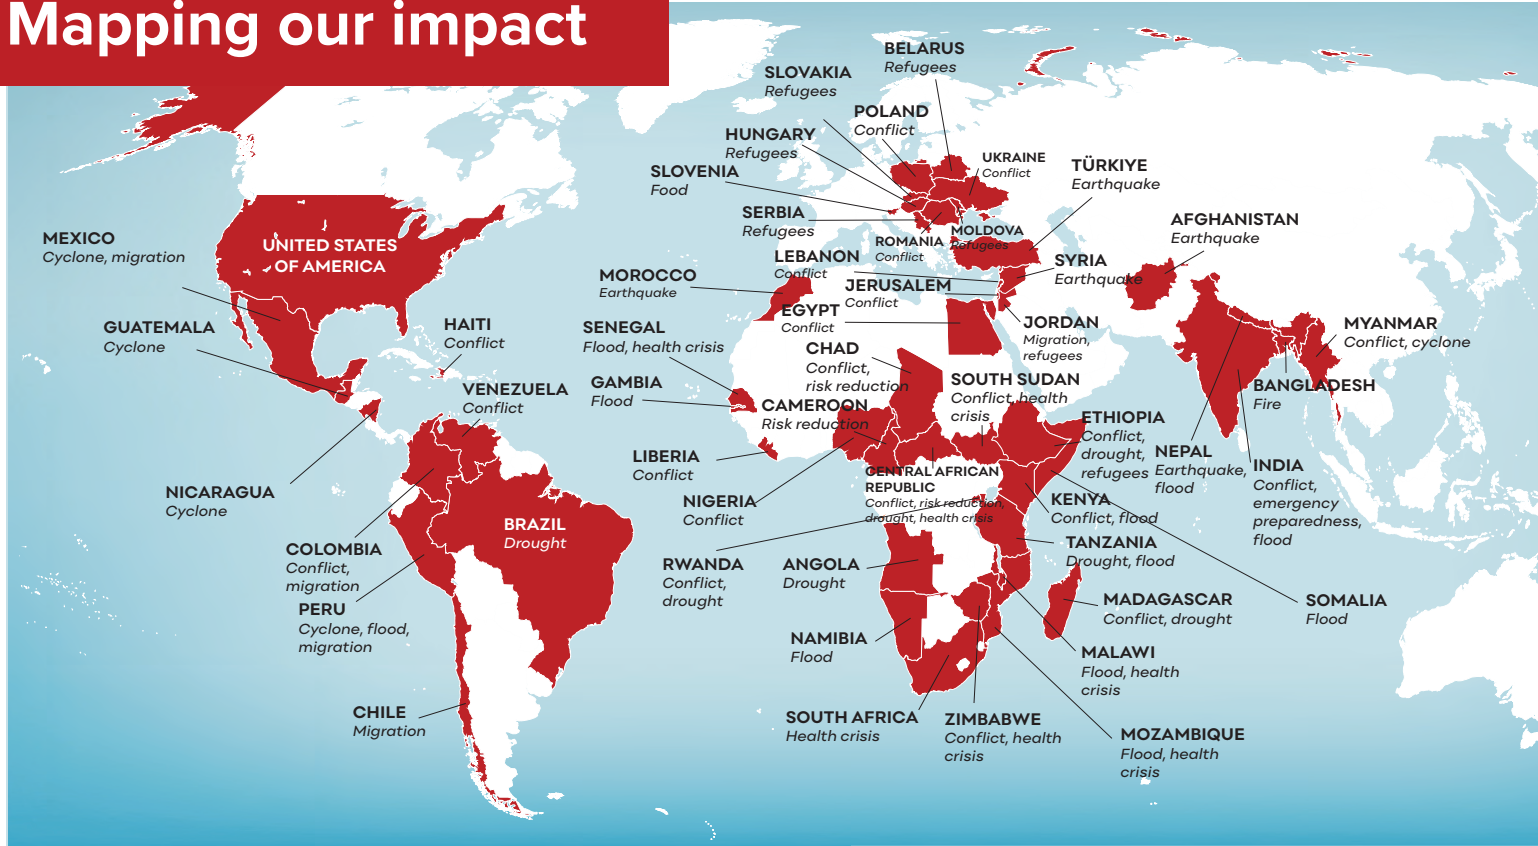 Mapping our impact
BELARUS
Refugees
SLOVAKIA
Refugees
POLAND
Conflict
HUNGARY
Refugees
UKRAINE
Conflict
SLOVENIA
Food
TÜRKIYE
Earthquake
SERBIA
Refugees
ROMANIA
Conflict
MOLDOVA
Refugees
AFGHANISTAN
Earthquake
MEXICO
Cyclone, migration
UNITED STATES
OF AMERICA
LEBANON
Conflict
SYRIA
Earthquake
MOROCCO
Earthquake
JERUSALEM
Conflict
EGYPT
Conflict
JORDAN
Migration,
refugees
GUATEMALA
Cyclone
HAITI
Conflict
SENEGAL
Flood, health crisis
MYANMAR
Conflict, cyclone
CHAD
Conflict,
risk reduction
SOUTH SUDAN
Conflict, health
crisis
VENEZUELA
Conflict
GAMBIA
Flood
CAMEROON
Risk reduction
BANGLADESH
Fire
ETHIOPIA
Conflict,
drought,
refugees
LIBERIA
Conflict
NEPAL
Earthquake,
flood
INDIA
Conflict,
emergency
preparedness,
flood
CENTRAL AFRICAN
REPUBLIC
Conflict, risk reduction,
drought, health crisis
NICARAGUA
Cyclone
NIGERIA
Conflict
KENYA
Conflict, flood
BRAZIL
Drought
COLOMBIA
Conflict,
migration
TANZANIA
Drought, flood
RWANDA
Conflict,
drought
ANGOLA
Drought
PERU
Cyclone, flood,
migration
MADAGASCAR
Conflict, drought
SOMALIA
Flood
NAMIBIA
Flood
MALAWI
Flood, health
crisis
CHILE
Migration
SOUTH AFRICA
Health crisis
ZIMBABWE
Conflict, health
crisis
MOZAMBIQUE
Flood, health
crisis